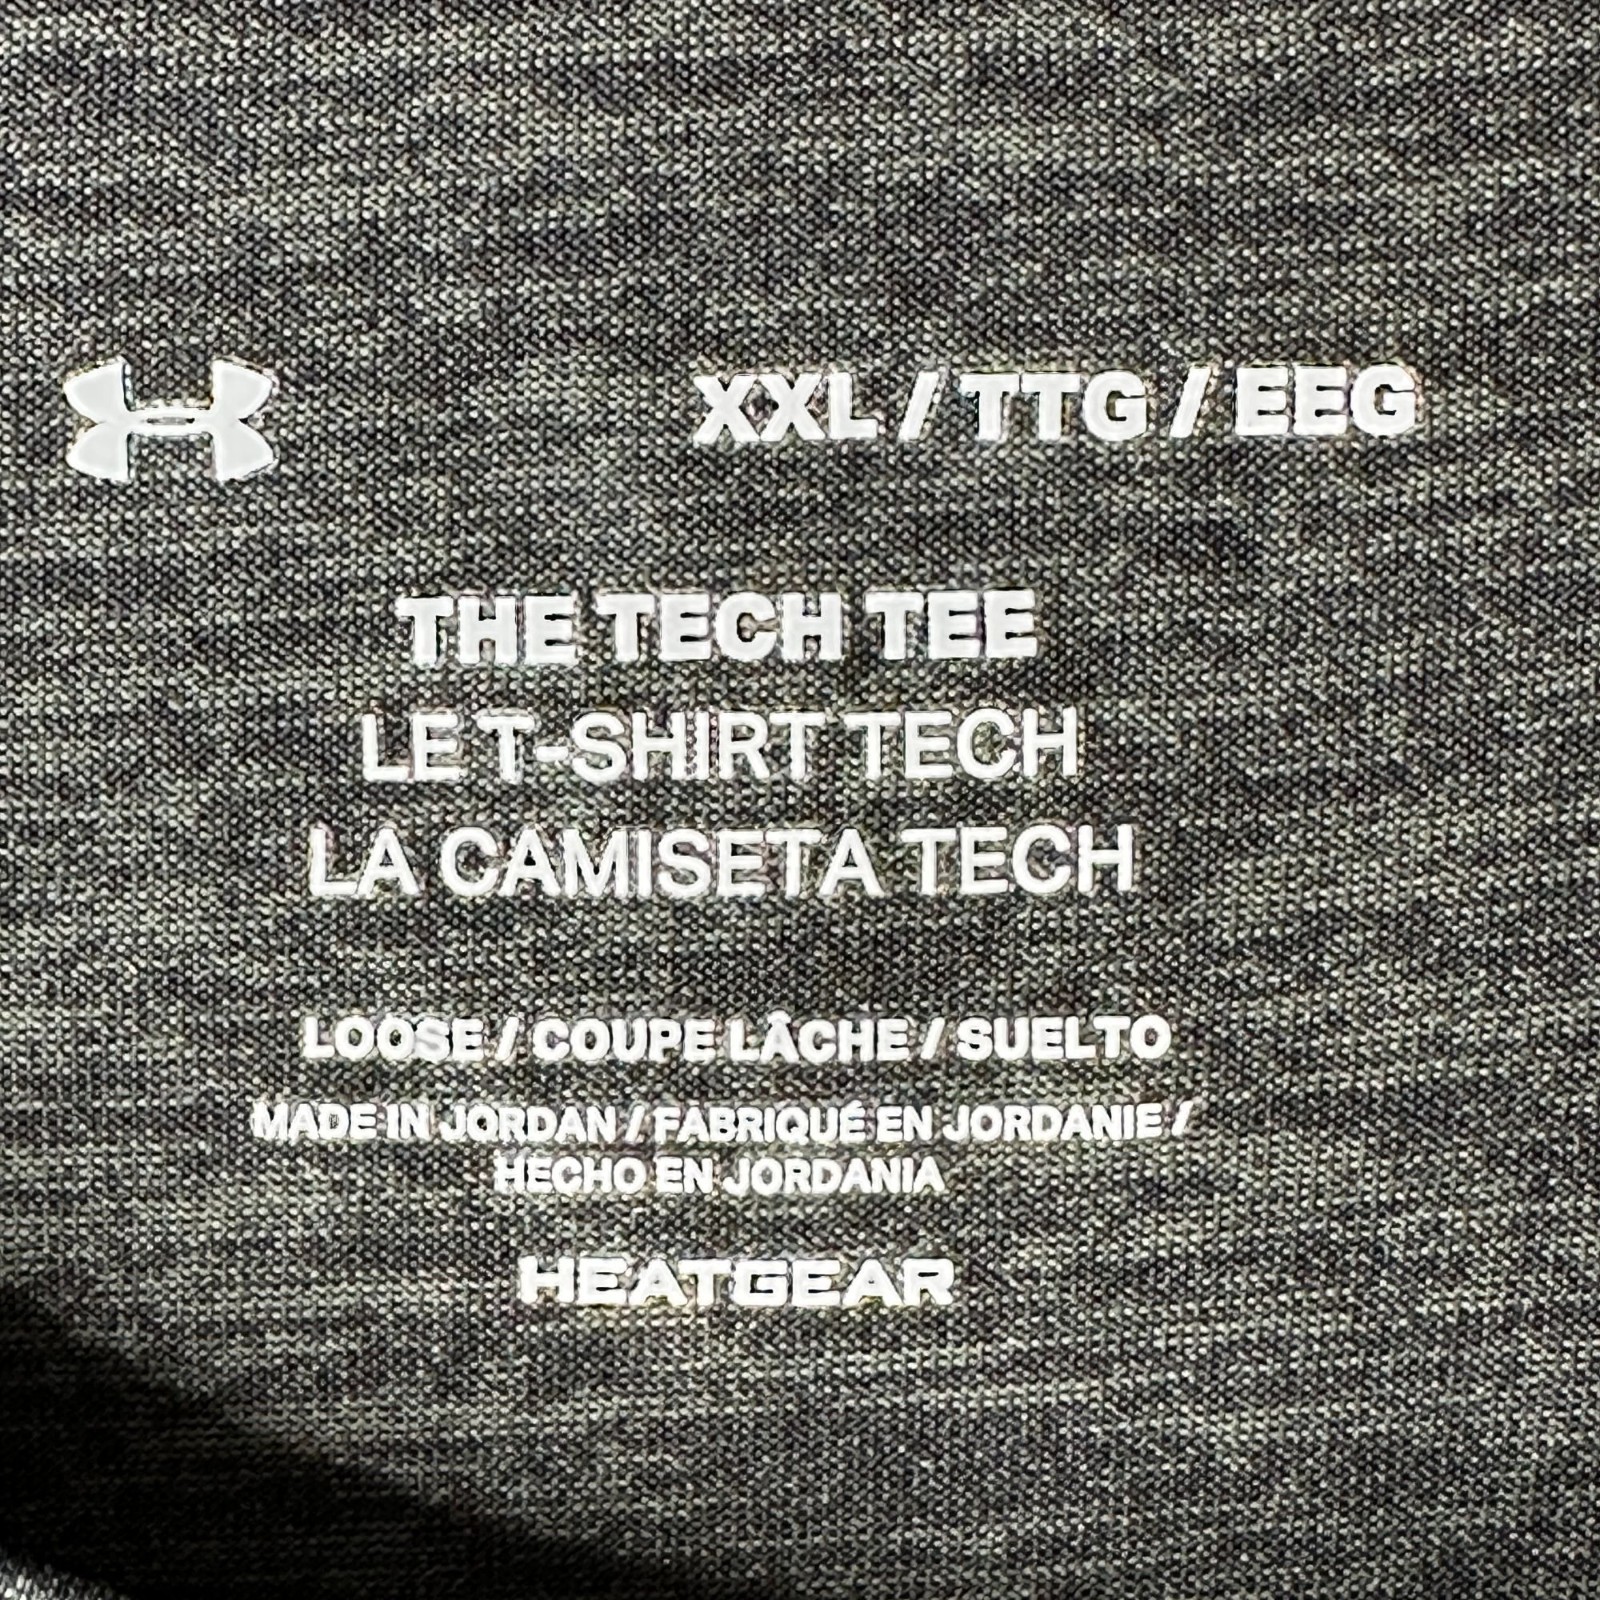 XXL / TTG / EEG
THE TECH TEE
LE T-SHIRT TECH
LA CAMISETA TECH
LOOSE / COUPE LÂCHE / SUELTO
MADE IN JORDAN / FABRIQUÉ EN JORDANIE /
HECHO EN JORDANIA
HEATGEAR